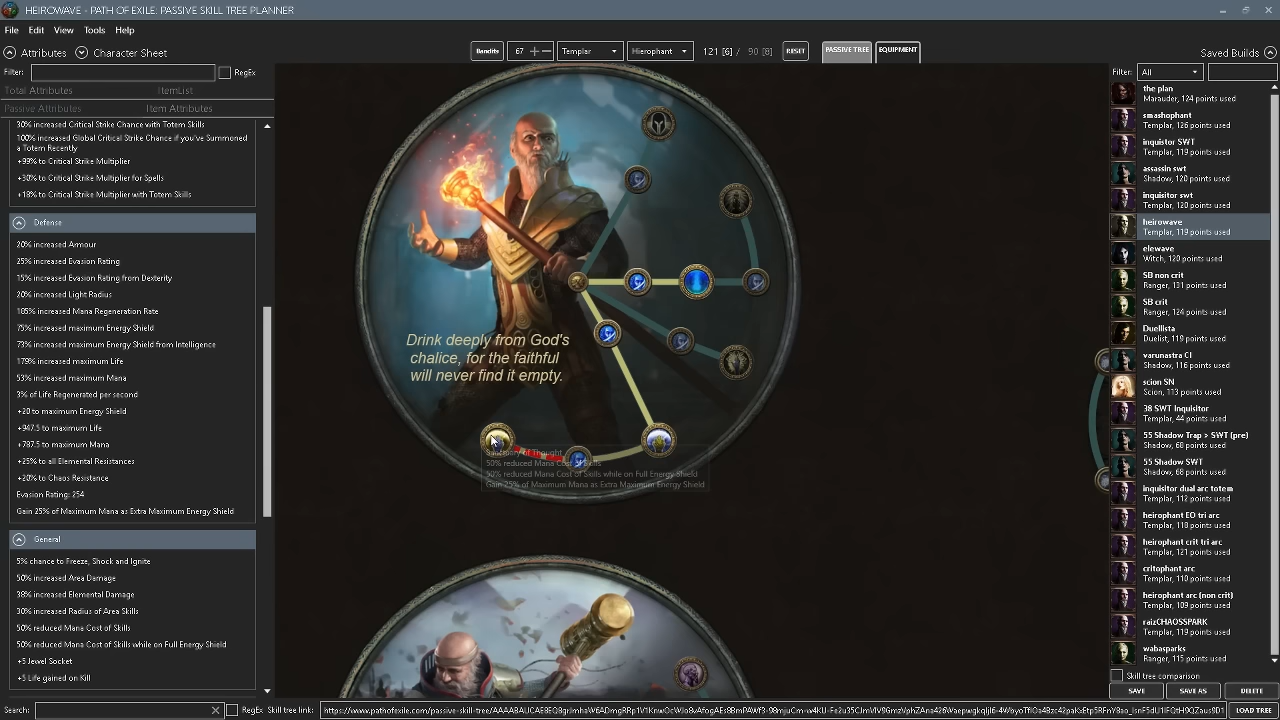 HEIROWAVE - PATH OF EXILE: PASSIVE SKILL TREE PLANNER
File Edit View Tools Help
Attributes Character Sheet
Bandits 67 Templar Hierophant 121 [6] / 90 [8] RESET PASSIVE TREE EQUIPMENT
Saved Builds
Filter: RegEx
Total Attributes ItemList
Passive Attributes Item Attributes
30% increased Critical Strike Chance with Totem Skills
100% increased Global Critical Strike Chance if you've Summoned
a Totem Recently
+99% to Critical Strike Multiplier
+30% to Critical Strike Multiplier for Spells
+18% to Critical Strike Multiplier with Totem Skills
Defense
20% increased Armour
25% increased Evasion Rating
15% increased Evasion Rating from Dexterity
20% increased Light Radius
185% increased Mana Regeneration Rate
75% increased maximum Energy Shield
73% increased maximum Energy Shield from Intelligence
179% increased maximum Life
53% increased maximum Mana
3% of Life Regenerated per second
+20 to maximum Energy Shield
+947.5 to maximum Life
+787.5 to maximum Mana
+25% to all Elemental Resistances
+20% to Chaos Resistance
Evasion Rating: 254
Gain 25% of Maximum Mana as Extra Maximum Energy Shield
General
5% chance to Freeze, Shock and Ignite
50% increased Area Damage
38% increased Elemental Damage
30% increased Radius of Area Skills
50% reduced Mana Cost of Skills
50% reduced Mana Cost of Skills while on Full Energy Shield
+5 Jewel Socket
+5 Life gained on Kill
Drink deeply from God's
chalice, for the faithful
will never find it empty.
Sanctuary of Thought
50% reduced Mana Cost of Skills
50% reduced Mana Cost of Skills while on Full Energy Shield
Gain 25% of Maximum Mana as Extra Maximum Energy Shield
Filter: All
the plan
Marauder, 124 points used
smashophant
Templar, 126 points used
inquistor SWT
Templar, 119 points used
assassin swt
Shadow, 120 points used
inquisitor swt
Templar, 120 points used
heirowave
Templar, 119 points used
elewave
Witch, 120 points used
SB non crit
Ranger, 131 points used
SB crit
Ranger, 124 points used
Duellista
Duelist, 119 points used
varunastra CI
Shadow, 116 points used
scion SN
Scion, 113 points used
38 SWT Inquisitor
Templar, 44 points used
55 Shadow Trap > SWT (pre)
Shadow, 68 points used
55 Shadow SWT
Shadow, 68 points used
inquisitor dual arc totem
Templar, 112 points used
heirophant EO tri arc
Templar, 118 points used
heirophant crit tri arc
Templar, 121 points used
critophant arc
Templar, 110 points used
heirophant arc (non crit)
Templar, 109 points used
raizCHAOSSPARK
Templar, 119 points used
wabasparks
Ranger, 115 points used
Skill tree comparison
SAVE SAVE AS DELETE
Search: RegEx Skill tree link: LOAD TREE